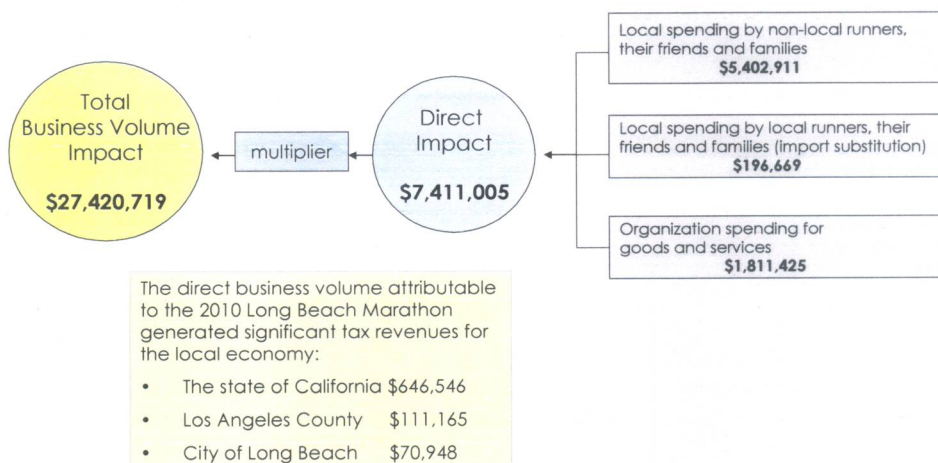 Total
Business Volume
Impact
$27,420,719
multiplier
Direct
Impact
$7,411,005
Local spending by non-local runners,
their friends and families
$5,402,911
Local spending by local runners, their
friends and families (import substitution)
$196,669
Organization spending for
goods and services
$1,811,425
The direct business volume attributable
to the 2010 Long Beach Marathon
generated significant tax revenues for
the local economy:
• The state of California $646,546
• Los Angeles County $111,165
• City of Long Beach $70,948